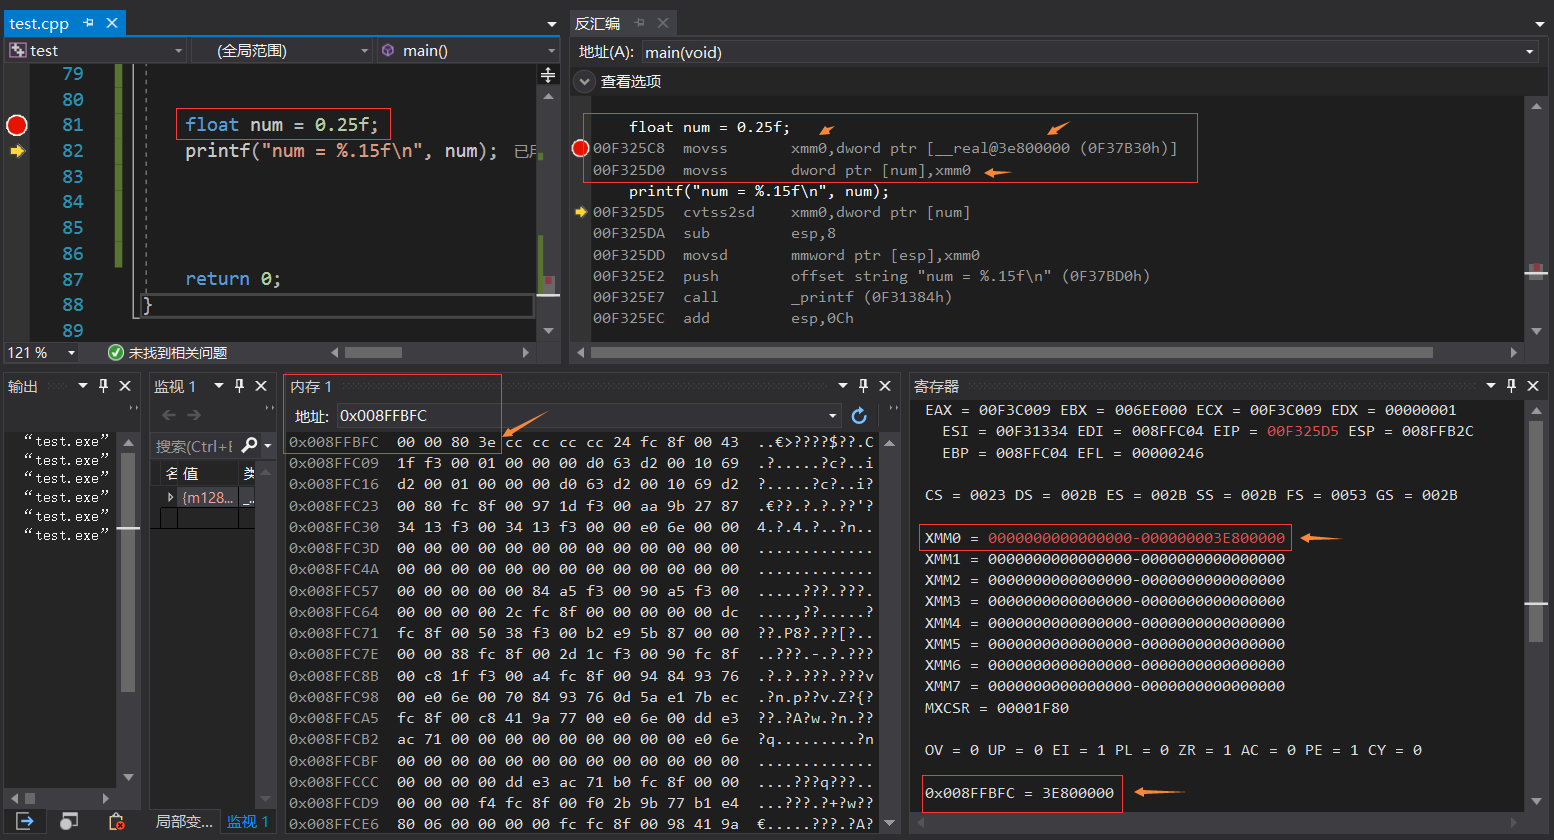 test.cpp
test
(全局范围)
main()
79
80
81 float num = 0.25f;
82 printf("num = %.15f\n", num);
83
84
85
86
87 return 0;
88 }
89
121 %
未找到相关问题
反汇编
地址(A): main(void)
查看选项
float num = 0.25f;
00F325C8 movss xmm0,dword ptr [__real@3e800000 (0F37B30h)]
00F325D0 movss dword ptr [num],xmm0
printf("num = %.15f\n", num);
00F325D5 cvtss2sd xmm0,dword ptr [num]
00F325DA sub esp,8
00F325DD movsd mmword ptr [esp],xmm0
00F325E2 push offset string "num = %.15f\n" (0F37BD0h)
00F325E7 call _printf (0F31384h)
00F325EC add esp,0Ch
输出
“test.exe”
“test.exe”
“test.exe”
“test.exe”
“test.exe”
“test.exe”
监视 1
搜索(Ctrl+E
名 值 类
{m128...
局部变... 监视 1
内存 1
地址: 0x008FFBFC
0x008FFBFC 00 00 80 3e cc cc cc cc 24 fc 8f 00 43 ..€>????$??.C
0x008FFC09 1f f3 00 01 00 00 00 d0 63 d2 00 10 69 .?.....?c?..i
0x008FFC16 d2 00 01 00 00 00 d0 63 d2 00 10 69 d2 ?.....?c?..i?
0x008FFC23 00 80 fc 8f 00 97 1d f3 00 aa 9b 27 87 .€??.?.?.??'?
0x008FFC30 34 13 f3 00 34 13 f3 00 00 e0 6e 00 00 4.?.4.?..?n..
0x008FFC3D 00 00 00 00 00 00 00 00 00 00 00 00 00 .............
0x008FFC4A 00 00 00 00 00 00 00 00 00 00 00 00 00 .............
0x008FFC57 00 00 00 00 00 84 a5 f3 00 90 a5 f3 00 .....???.???.
0x008FFC64 00 00 00 00 2c fc 8f 00 00 00 00 00 dc ....,??.....?
0x008FFC71 fc 8f 00 50 38 f3 00 b2 e9 5b 87 00 00 ??.P8?.??[?..
0x008FFC7E 00 00 88 fc 8f 00 2d 1c f3 00 90 fc 8f ..???.-.?.???
0x008FFC8B 00 c8 1f f3 00 a4 fc 8f 00 94 84 93 76 .?.?.???.???v
0x008FFC98 00 e0 6e 00 70 84 93 76 0d 5a e1 7b ec .?n.p??v.Z?{?
0x008FFCA5 fc 8f 00 c8 41 9a 77 00 e0 6e 00 dd e3 ??.?A?w.?n.??
0x008FFCB2 ac 71 00 00 00 00 00 00 00 00 00 e0 6e ?q.........?n
0x008FFCBF 00 00 00 00 00 00 00 00 00 00 00 00 00 .............
0x008FFCCC 00 00 00 00 dd e3 ac 71 b0 fc 8f 00 00 ....???q???..
0x008FFCD9 00 00 00 f4 fc 8f 00 f0 2b 9b 77 b1 e4 ...???.?+?w??
0x008FFCE6 80 06 00 00 00 00 fc fc 8f 00 98 41 9a €.....???.?A?
寄存器
EAX = 00F3C009 EBX = 006EE000 ECX = 00F3C009 EDX = 00000001
ESI = 00F31334 EDI = 008FFC04 EIP = 00F325D5 ESP = 008FFB2C
EBP = 008FFC04 EFL = 00000246
CS = 0023 DS = 002B ES = 002B SS = 002B FS = 0053 GS = 002B
XMM0 = 0000000000000000-000000003E800000
XMM1 = 0000000000000000-0000000000000000
XMM2 = 0000000000000000-0000000000000000
XMM3 = 0000000000000000-0000000000000000
XMM4 = 0000000000000000-0000000000000000
XMM5 = 0000000000000000-0000000000000000
XMM6 = 0000000000000000-0000000000000000
XMM7 = 0000000000000000-0000000000000000
MXCSR = 00001F80
OV = 0 UP = 0 EI = 1 PL = 0 ZR = 1 AC = 0 PE = 1 CY = 0
0x008FFBFC = 3E800000